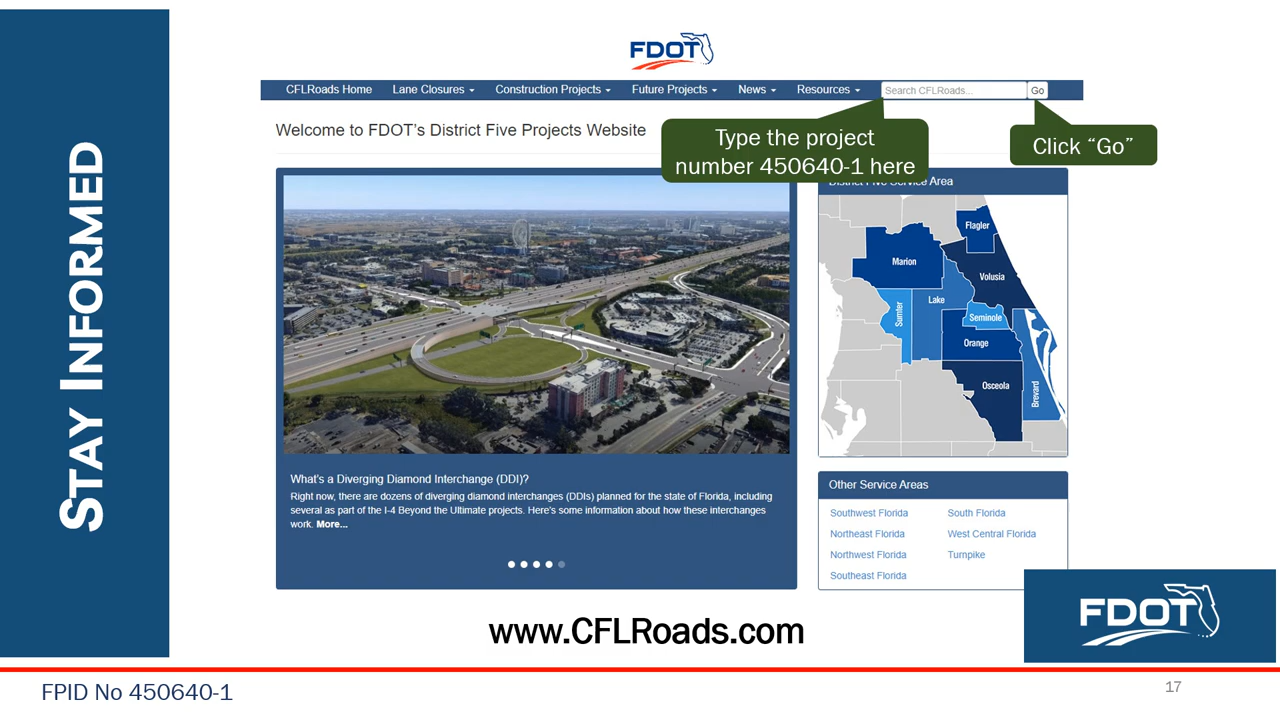 STAY INFORMED
FDOT
CFLRoads Home Lane Closures Construction Projects Future Projects News Resources Search CFLRoads... Go
Welcome to FDOT's District Five Projects Website
Type the project
number 450640-1 here
Click “Go”
District Five Service Area
Flagler
Marion
Volusia
Lake
Sumter
Seminole
Orange
Osceola
Brevard
What's a Diverging Diamond Interchange (DDI)?
Right now, there are dozens of diverging diamond interchanges (DDIs) planned for the state of Florida, including
several as part of the I-4 Beyond the Ultimate projects. Here's some information about how these interchanges
work. More...
Other Service Areas
Southwest Florida South Florida
Northeast Florida West Central Florida
Northwest Florida Turnpike
Southeast Florida
FDOT
www.CFLRoads.com
FPID No 450640-1
17